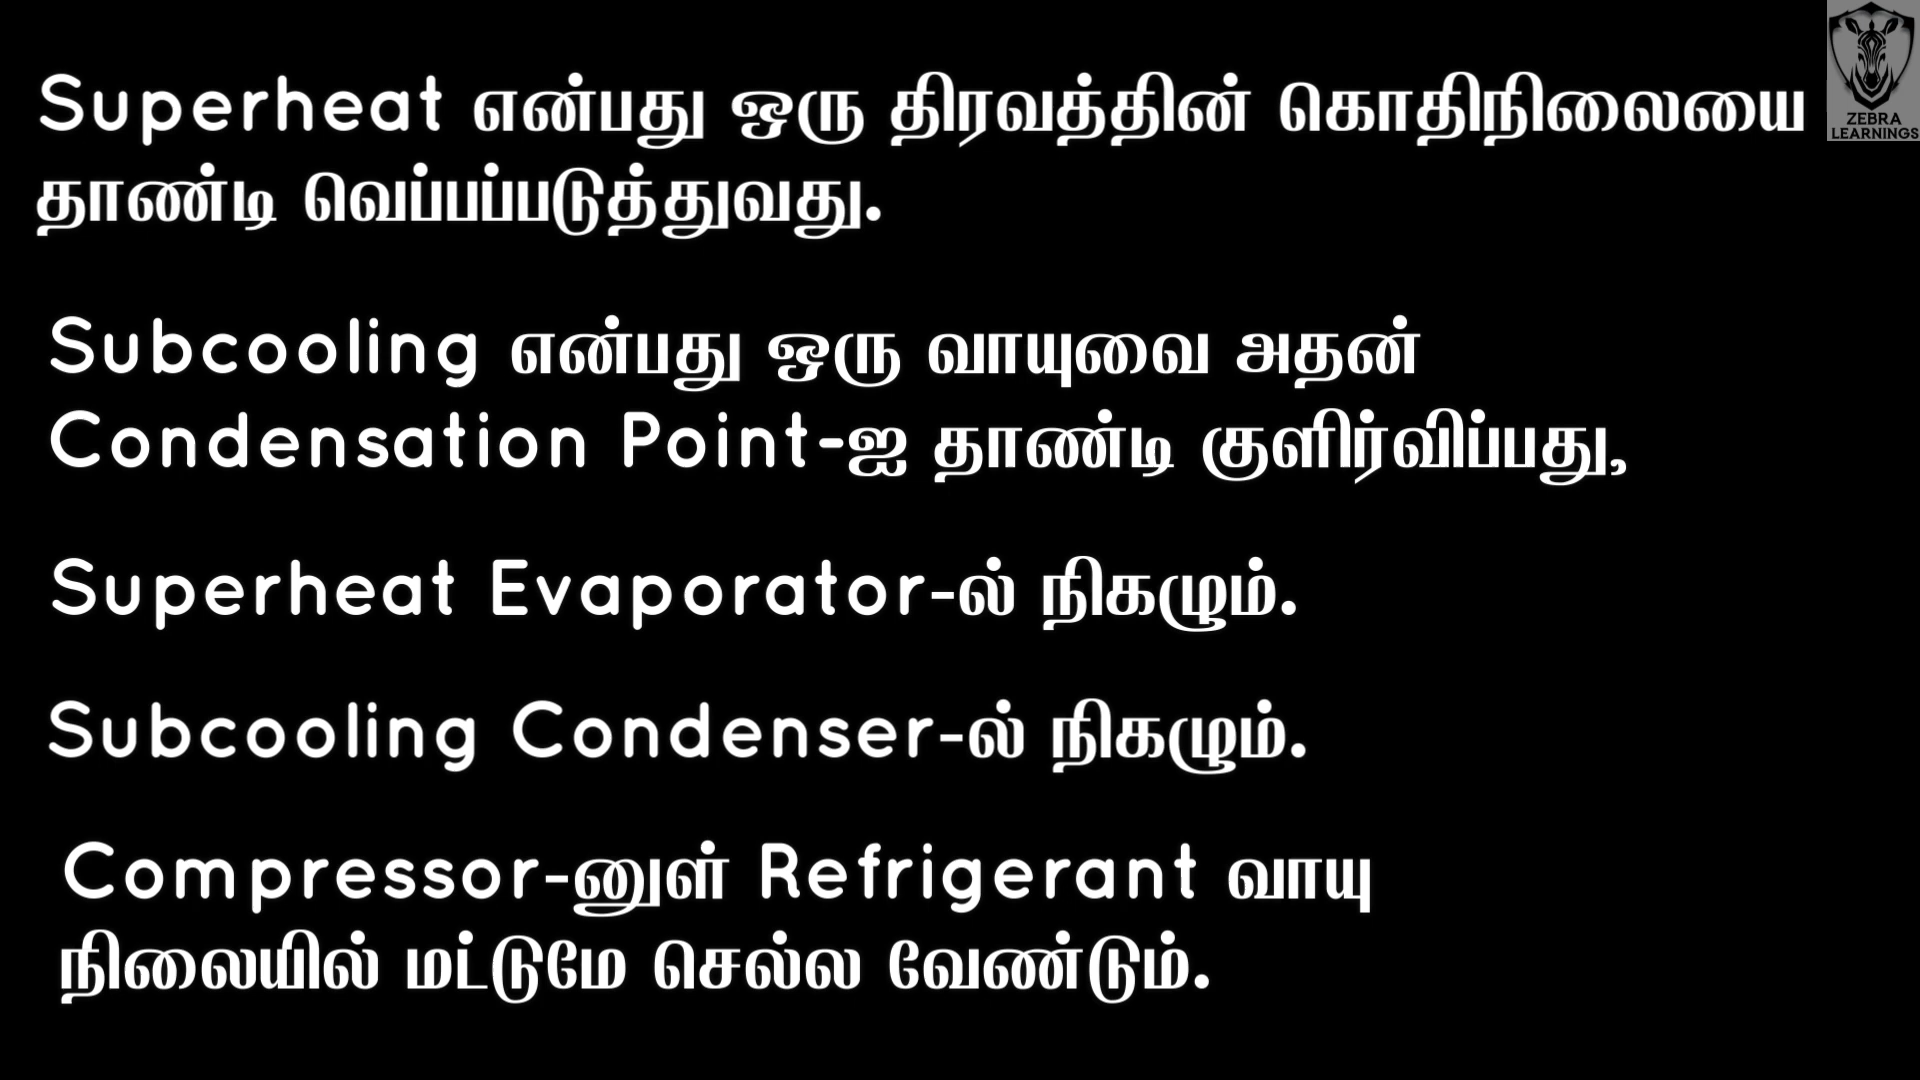 Superheat என்பது ஒரு திரவத்தின் கொதிநிலையை
தாண்டி வெப்பப்படுத்துவது.
Subcooling என்பது ஒரு வாயுவை அதன்
Condensation Point-ஐ தாண்டி குளிர்விப்பது,
Superheat Evaporator-ல் நிகழும்.
Subcooling Condenser-ல் நிகழும்.
Compressor-னுள் Refrigerant வாயு
நிலையில் மட்டுமே செல்ல வேண்டும்.
ZEBRA
LEARNINGS